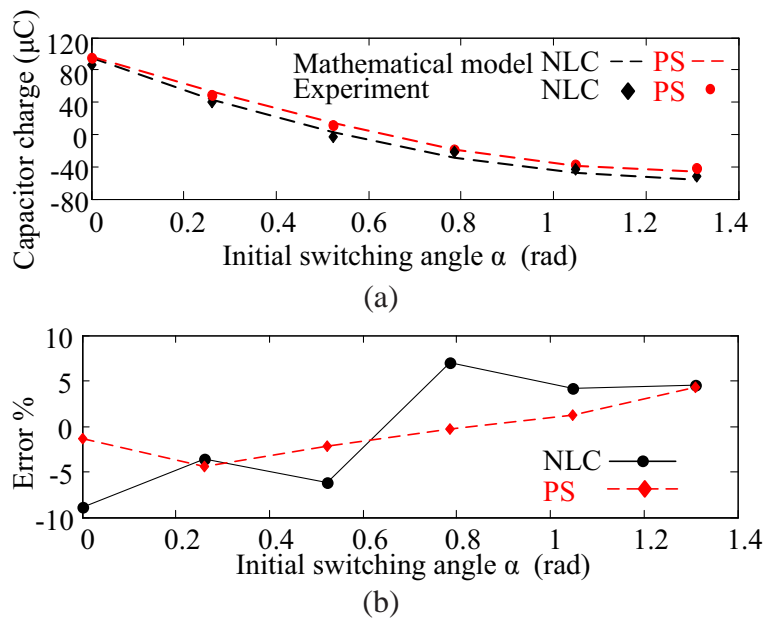 120
80
40
0
-40
-80
Capacitor charge (μC)
Mathematical model NLC PS
Experiment NLC PS
0 0.2 0.4 0.6 0.8 1 1.2 1.4
Initial switching angle α (rad)
(a)
10
5
0
-5
-10
Error %
NLC
PS
0 0.2 0.4 0.6 0.8 1 1.2 1.4
Initial switching angle α (rad)
(b)